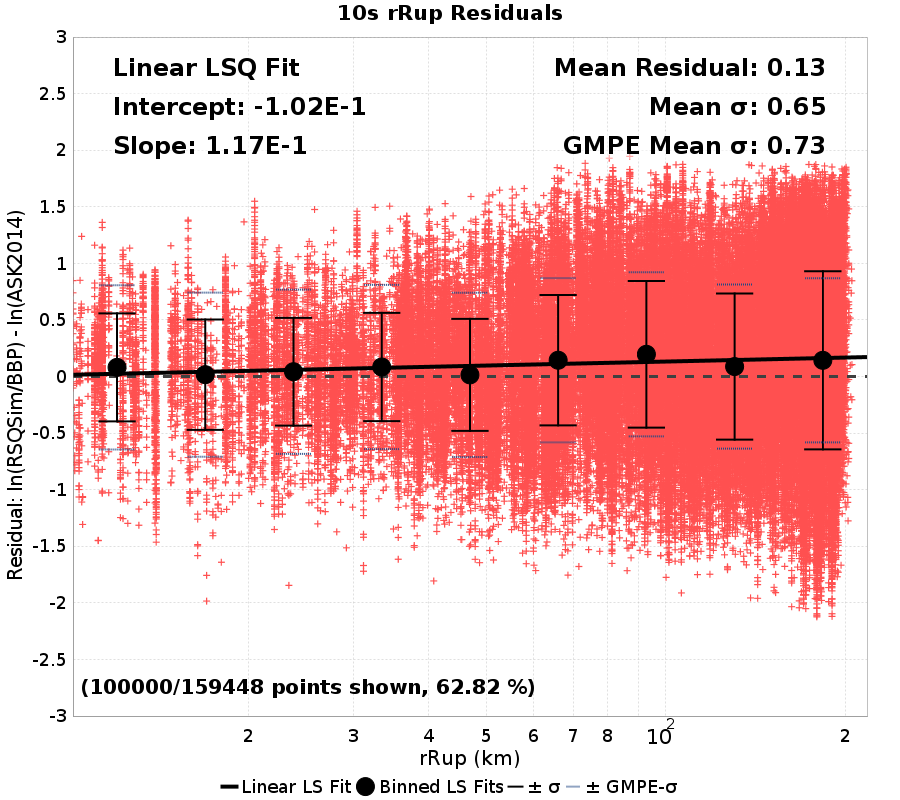 10s rRup Residuals
Linear LSQ Fit
Intercept: -1.02E-1
Slope: 1.17E-1
Mean Residual: 0.13
Mean σ: 0.65
GMPE Mean σ: 0.73
Residual: ln(RSQSim/BBP) - ln(ASK2014)
3
2.5
2
1.5
1
0.5
0
-0.5
-1
-1.5
-2
-2.5
-3
(100000/159448 points shown, 62.82 %)
2 3 4 5 6 7 8 10² 2
rRup (km)
Linear LS Fit Binned LS Fits ± σ ± GMPE-σ